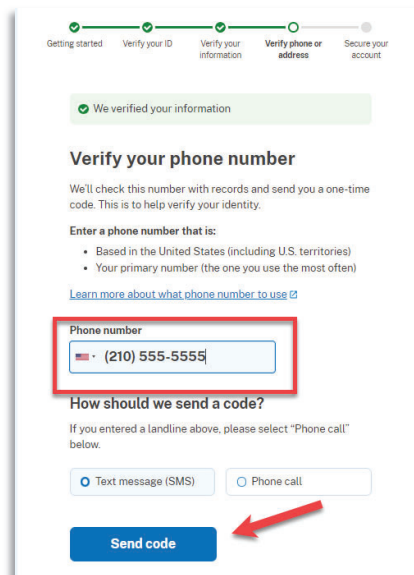 Getting started
Verify your ID
Verify your
information
Verify phone or
address
Secure your
account
We verified your information
Verify your phone number
We'll check this number with records and send you a one-time
code. This is to help verify your identity.
Enter a phone number that is:
• Based in the United States (including U.S. territories)
• Your primary number (the one you use the most often)
Learn more about what phone number to use
Phone number
(210) 555-5555
How should we send a code?
If you entered a landline above, please select "Phone call"
below.
Text message (SMS)
Phone call
Send code